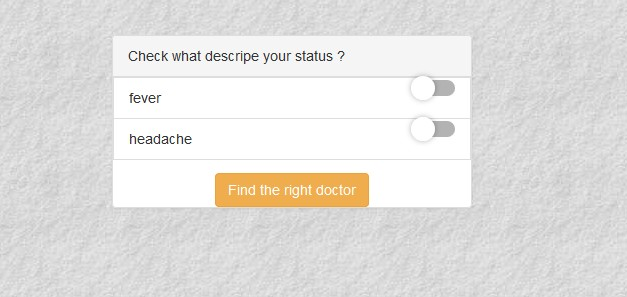 Check what descripe your status ?
fever
headache
Find the right doctor